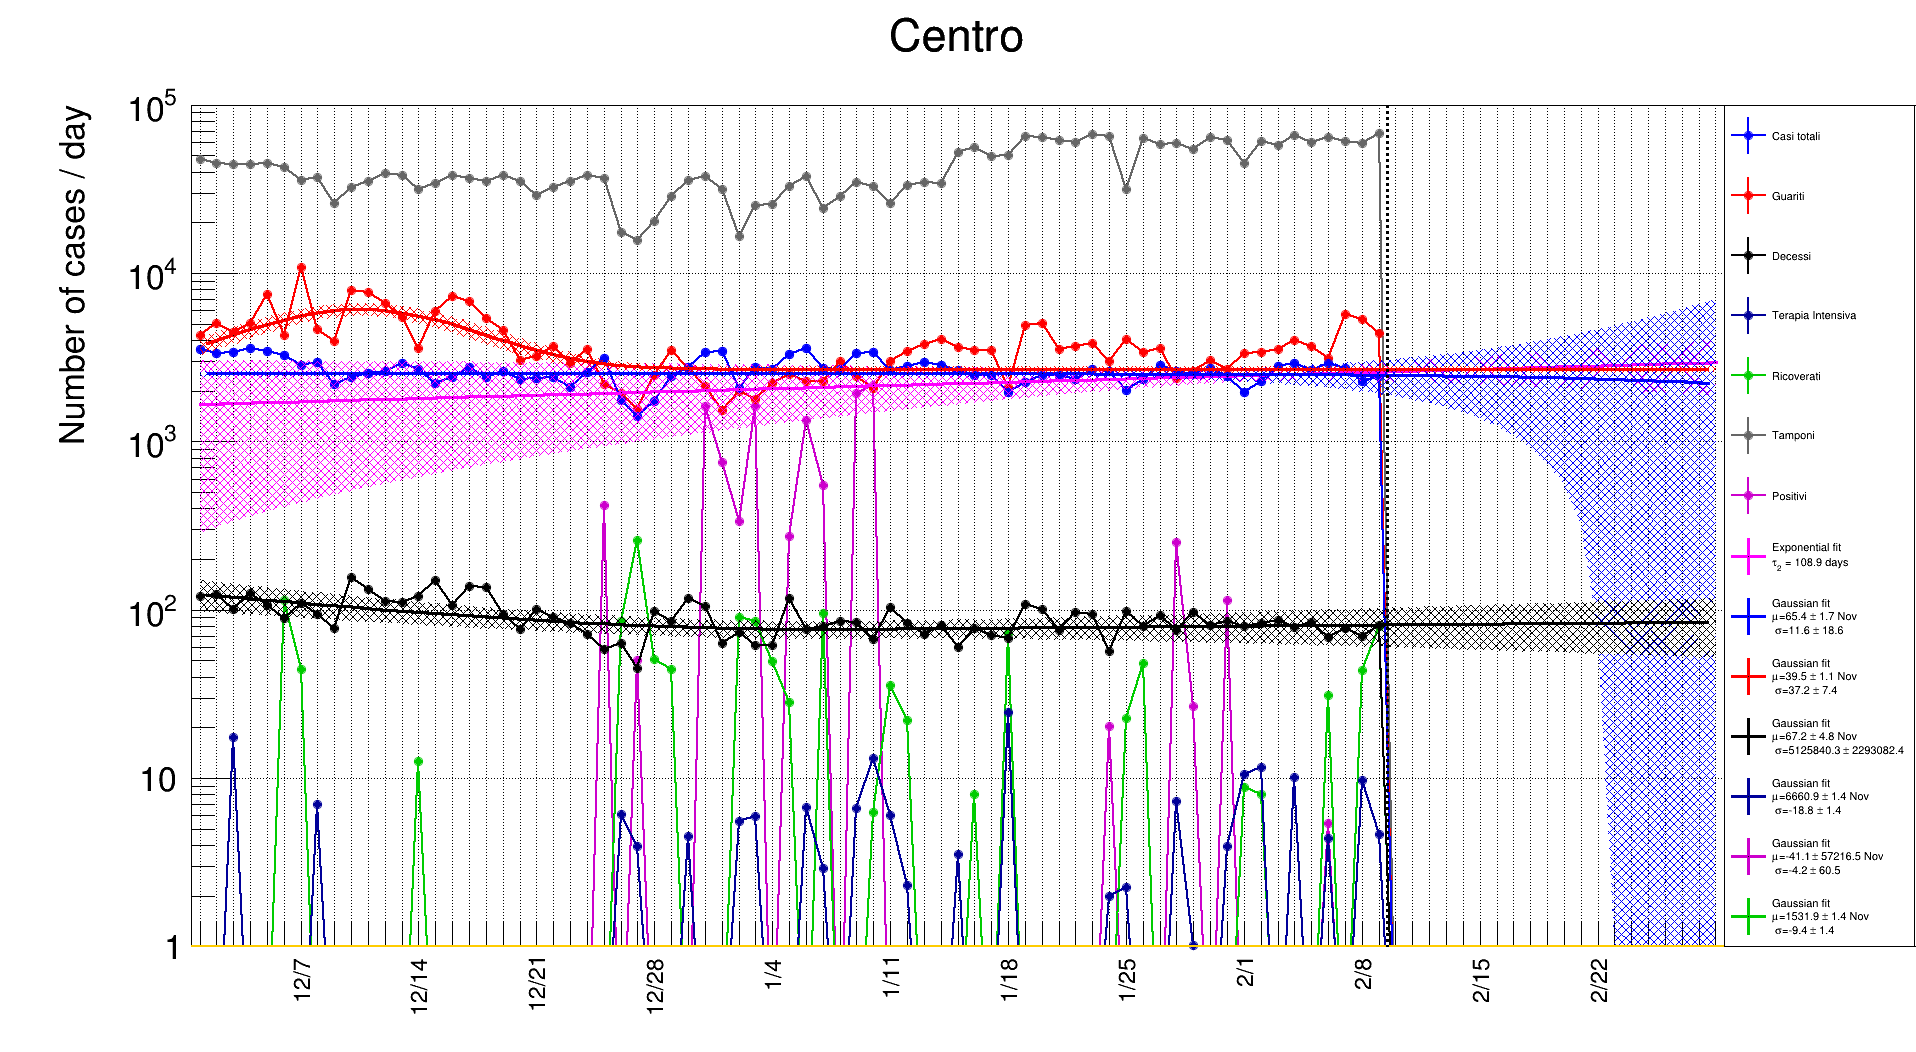 Centro
Number of cases / day
10^5
10^4
10^3
10^2
10
1
12/7
12/14
12/21
12/28
1/4
1/11
1/18
1/25
2/1
2/8
2/15
2/22
Casi totali
Guariti
Decessi
Terapia Intensiva
Ricoverati
Tamponi
Positivi
Exponential fit
τ_2 = 108.9 days
Gaussian fit
μ=65.4 ± 1.7 Nov
σ=11.6 ± 18.6
Gaussian fit
μ=39.5 ± 1.1 Nov
σ=37.2 ± 7.4
Gaussian fit
μ=67.2 ± 4.8 Nov
σ=5125840.3 ± 2293082.4
Gaussian fit
μ=6660.9 ± 1.4 Nov
σ=-18.8 ± 1.4
Gaussian fit
μ=-41.1 ± 57216.5 Nov
σ=-4.2 ± 60.5
Gaussian fit
μ=1531.9 ± 1.4 Nov
σ=-9.4 ± 1.4